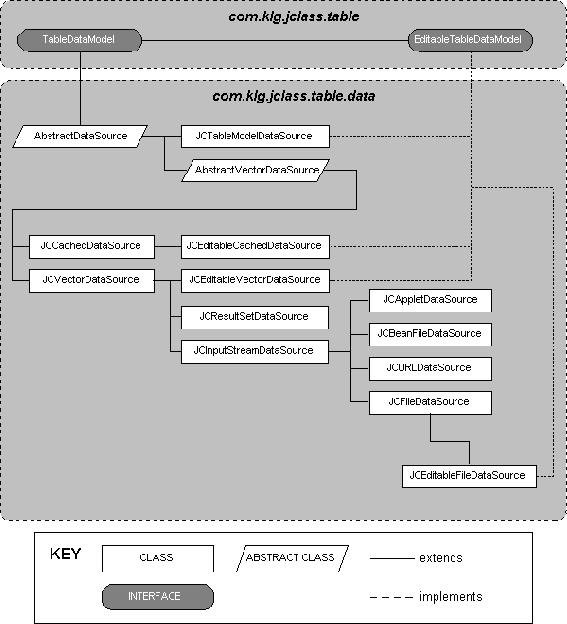 com.klg.jclass.table
TableDataModel
EditableTableDataModel
com.klg.jclass.table.data
AbstractDataSource
JCTableModelDataSource
AbstractVectorDataSource
JCCachedDataSource
JCEditableCachedDataSource
JCVectorDataSource
JCEditableVectorDataSource
JCAppletDataSource
JCResultSetDataSource
JCBeanFileDataSource
JCInputStreamDataSource
JCURLDataSource
JCFileDataSource
JCEditableFileDataSource
KEY
CLASS
ABSTRACT CLASS
extends
INTERFACE
implements